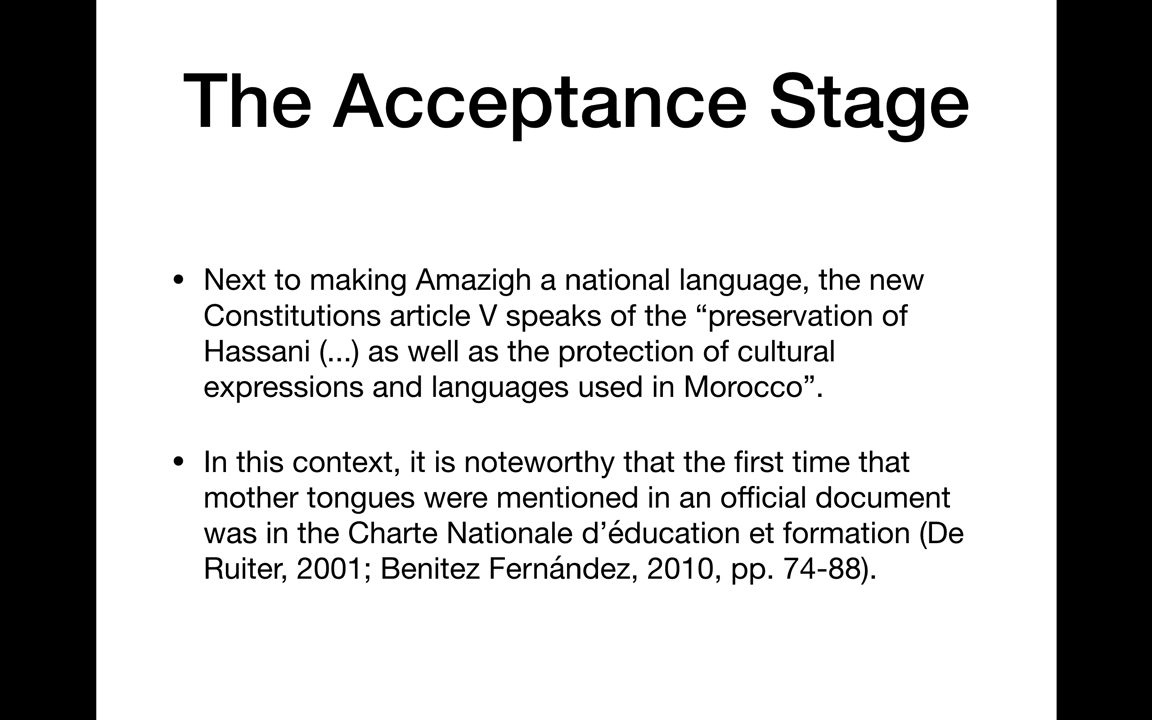 The Acceptance Stage
• Next to making Amazigh a national language, the new
Constitutions article V speaks of the “preservation of
Hassani (...) as well as the protection of cultural
expressions and languages used in Morocco”.
• In this context, it is noteworthy that the first time that
mother tongues were mentioned in an official document
was in the Charte Nationale d’éducation et formation (De
Ruiter, 2001; Benitez Fernández, 2010, pp. 74-88).